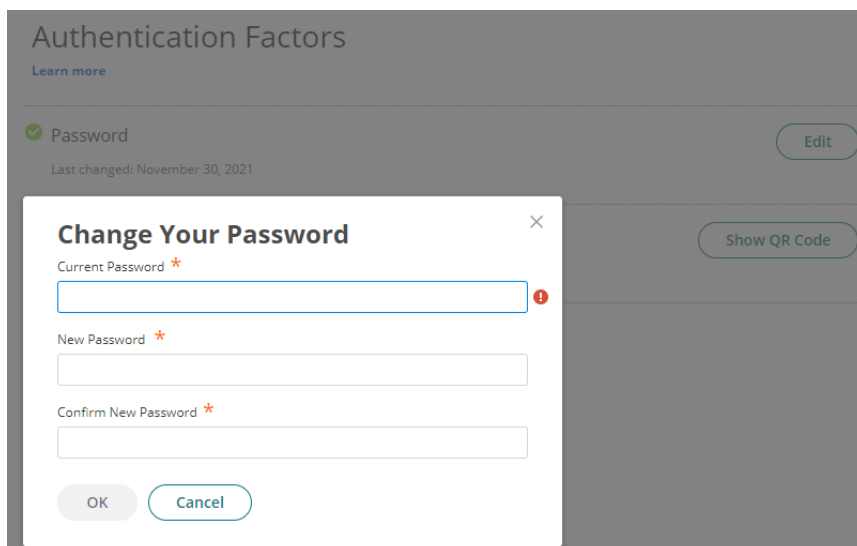 Authentication Factors
Learn more
Password
Edit
Last changed: November 30, 2021
Show QR Code
Change Your Password
Current Password *
New Password *
Confirm New Password *
OK
Cancel